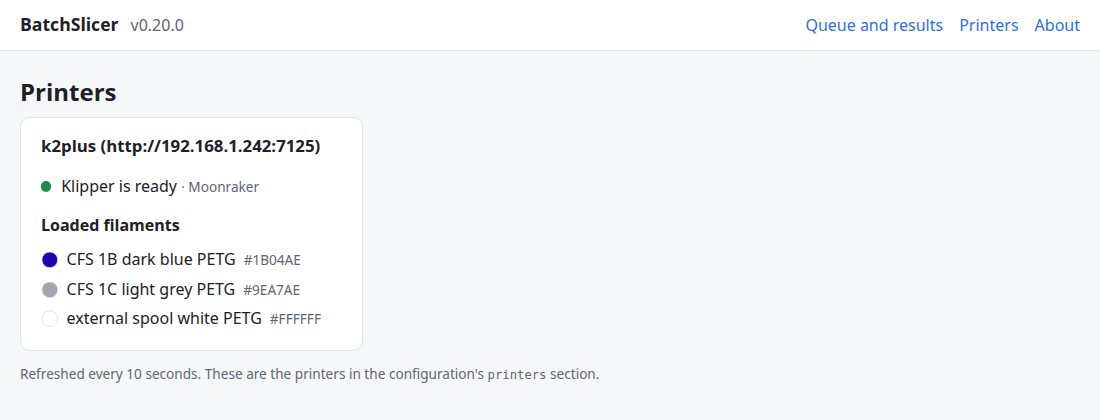 BatchSlicer v0.20.0 Queue and results Printers About
Printers
k2plus (http://192.168.1.242:7125)
Klipper is ready · Moonraker
Loaded filaments
CFS 1B dark blue PETG #1B04AE
CFS 1C light grey PETG #9EA7AE
external spool white PETG #FFFFFF
Refreshed every 10 seconds. These are the printers in the configuration's printers section.